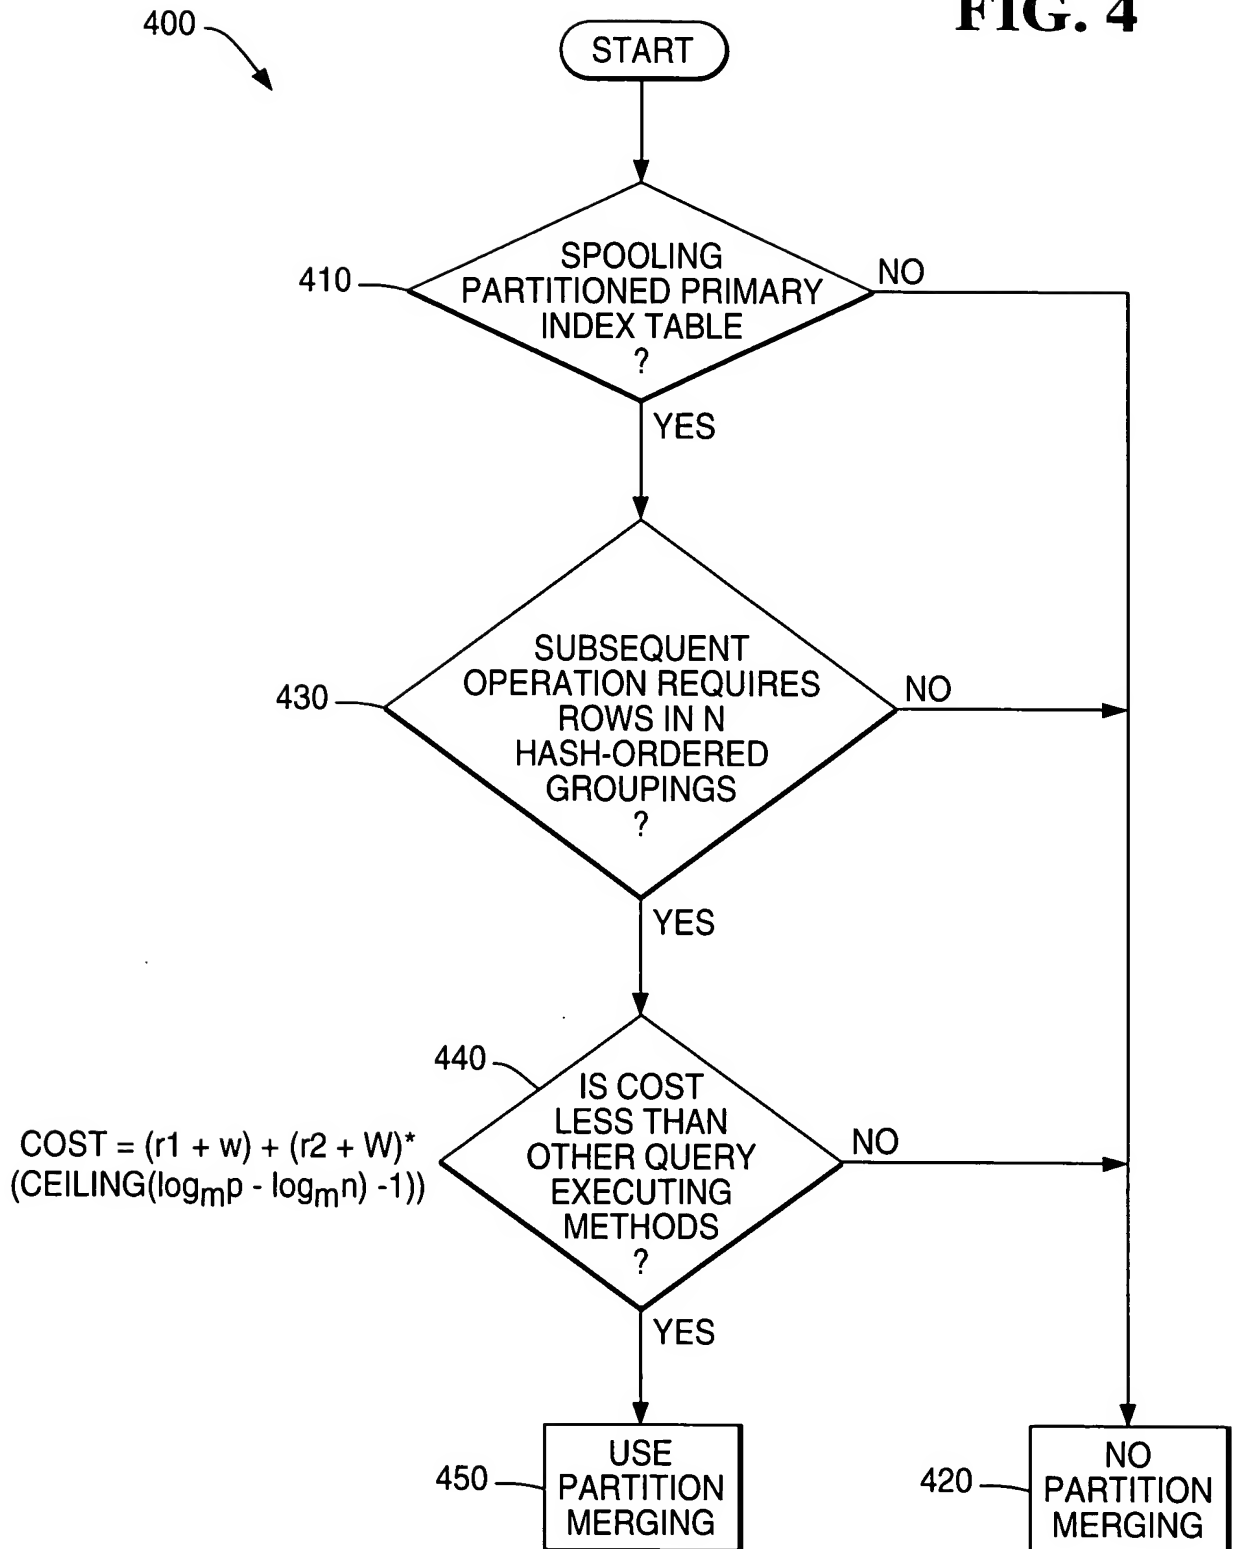 FIG. 4
400
START
410
SPOOLING
PARTITIONED PRIMARY
INDEX TABLE
?
NO
YES
430
SUBSEQUENT
OPERATION REQUIRES
ROWS IN N
HASH-ORDERED
GROUPINGS
?
NO
YES
440
IS COST
LESS THAN
OTHER QUERY
EXECUTING
METHODS
?
NO
COST = (r1 + w) + (r2 + W)*
(CEILING(logmp - logmn) -1))
YES
450
USE
PARTITION
MERGING
420
NO
PARTITION
MERGING